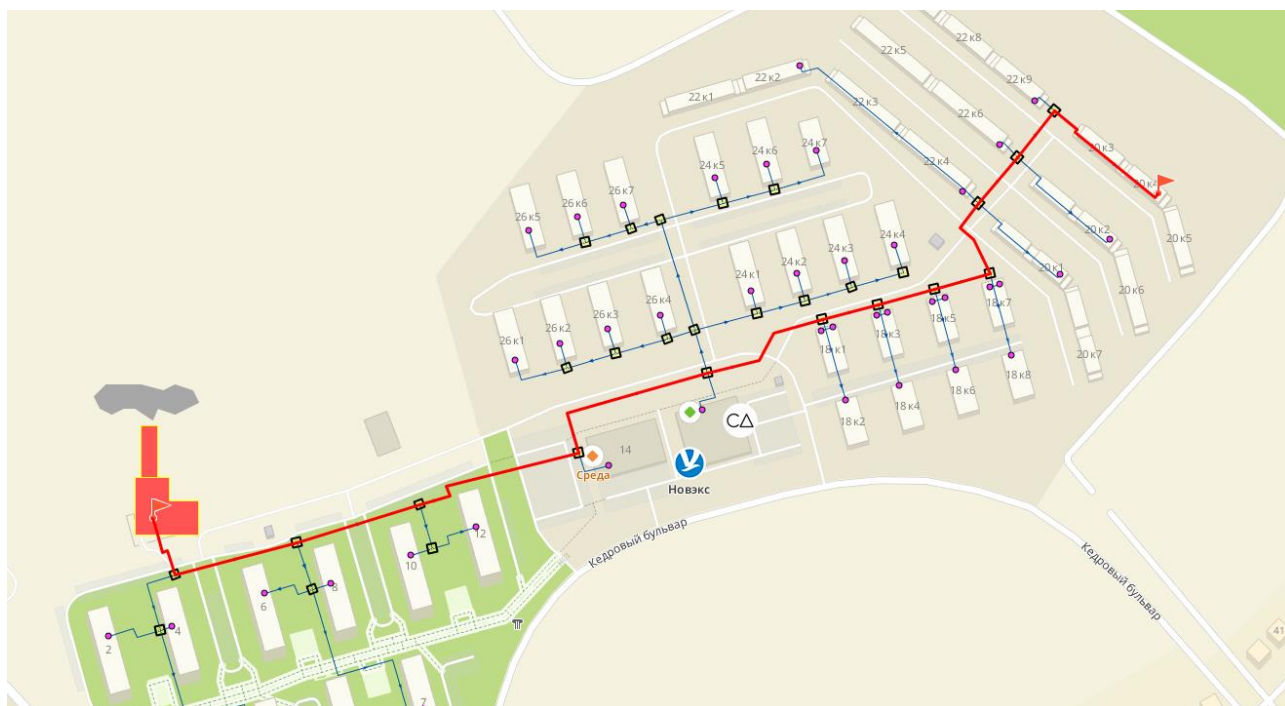 22 к8
22 к5
22 к9
22 к2
22 к1
22 к3
22 к6
24 к7
24 к6
24 к5
22 к4
20 к3
20 к4
26 к7
26 к6
26 к5
20 к2
20 к5
24 к4
24 к3
24 к2
24 к1
20 к1
20 к6
26 к4
26 к3
26 к2
26 к1
18 к7
18 к5
18 к3
18 к1
20 к7
18 к8
18 к6
18 к4
18 к2
СΔ
14
Среда
Новэкс
12
10
8
6
4
2
7
Кедровый бульвар
Кедровый бульвар
41